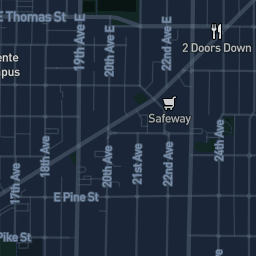 E Thomas St
19th Ave E
20th Ave E
22nd Ave E
2 Doors Down
ente
pus
Safeway
17th Ave
18th Ave
20th Ave
21st Ave
22nd Ave
24th Ave
E Pine St
Pike St